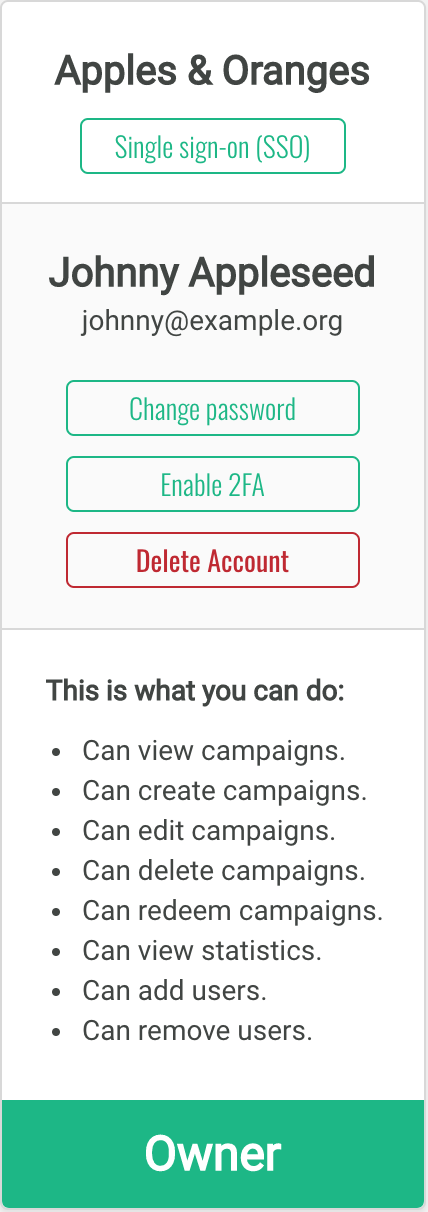 Apples & Oranges
Single sign-on (SSO)
Johnny Appleseed
johnny@example.org
Change password
Enable 2FA
Delete Account
This is what you can do:
• Can view campaigns.
• Can create campaigns.
• Can edit campaigns.
• Can delete campaigns.
• Can redeem campaigns.
• Can view statistics.
• Can add users.
• Can remove users.
Owner